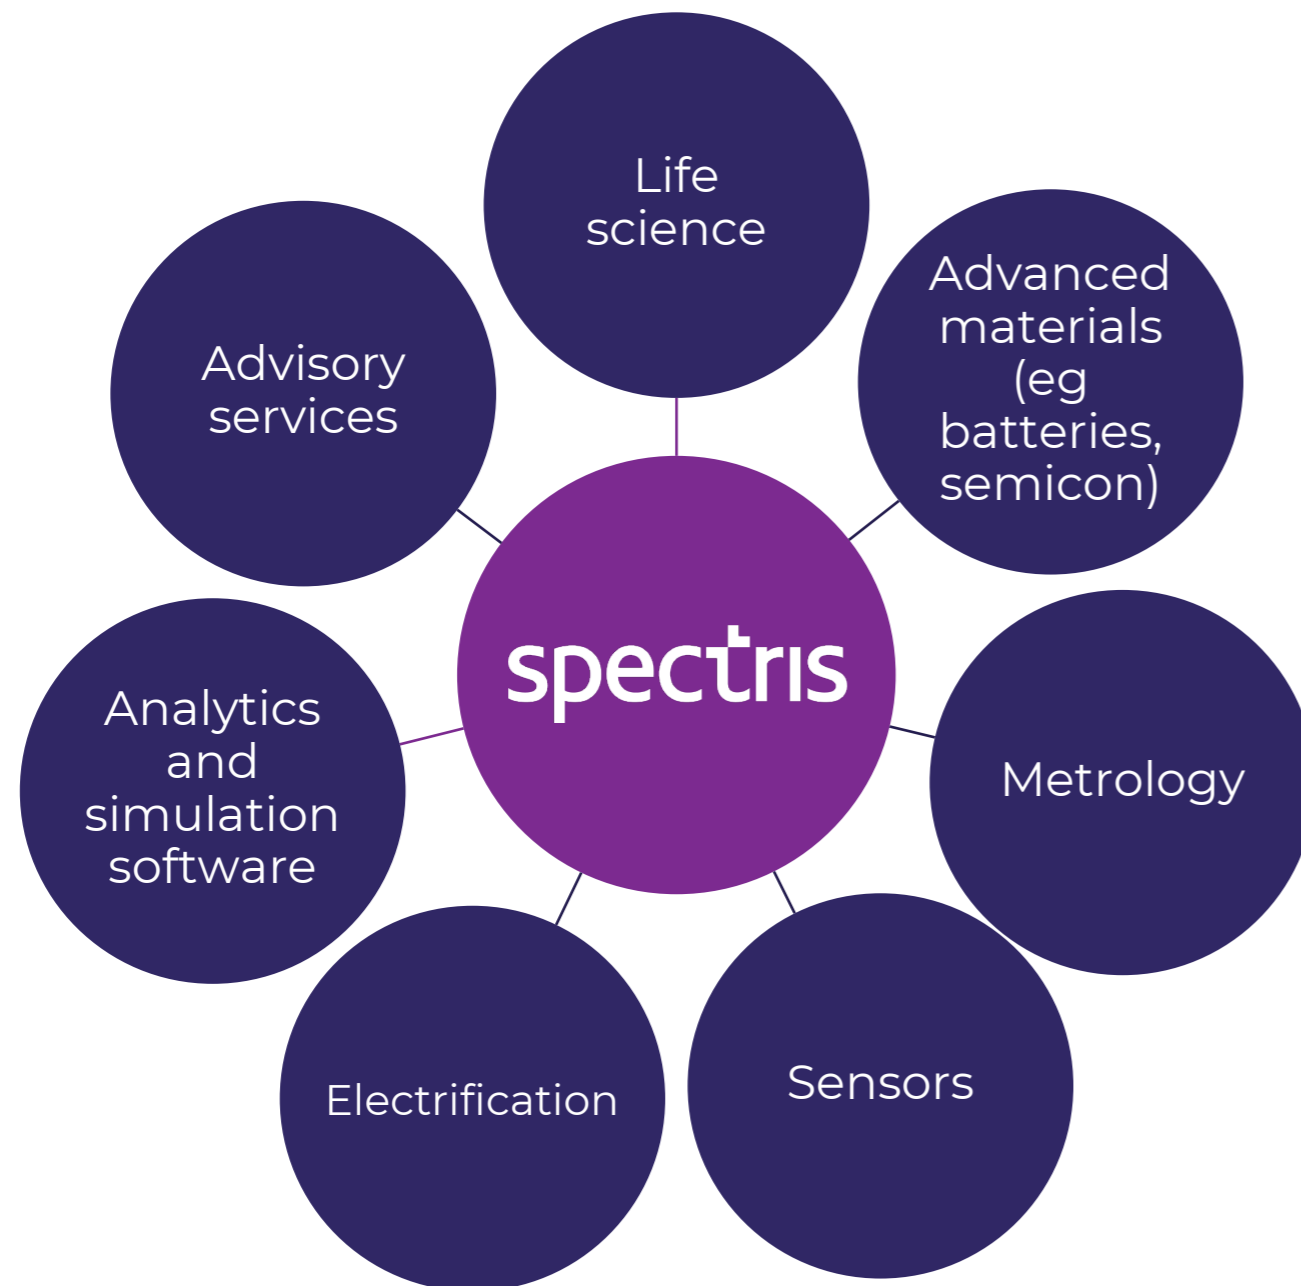 Life
science
Advanced
materials
(eg
batteries,
semicon)
Metrology
Sensors
Electrification
Analytics
and
simulation
software
Advisory
services
spectris